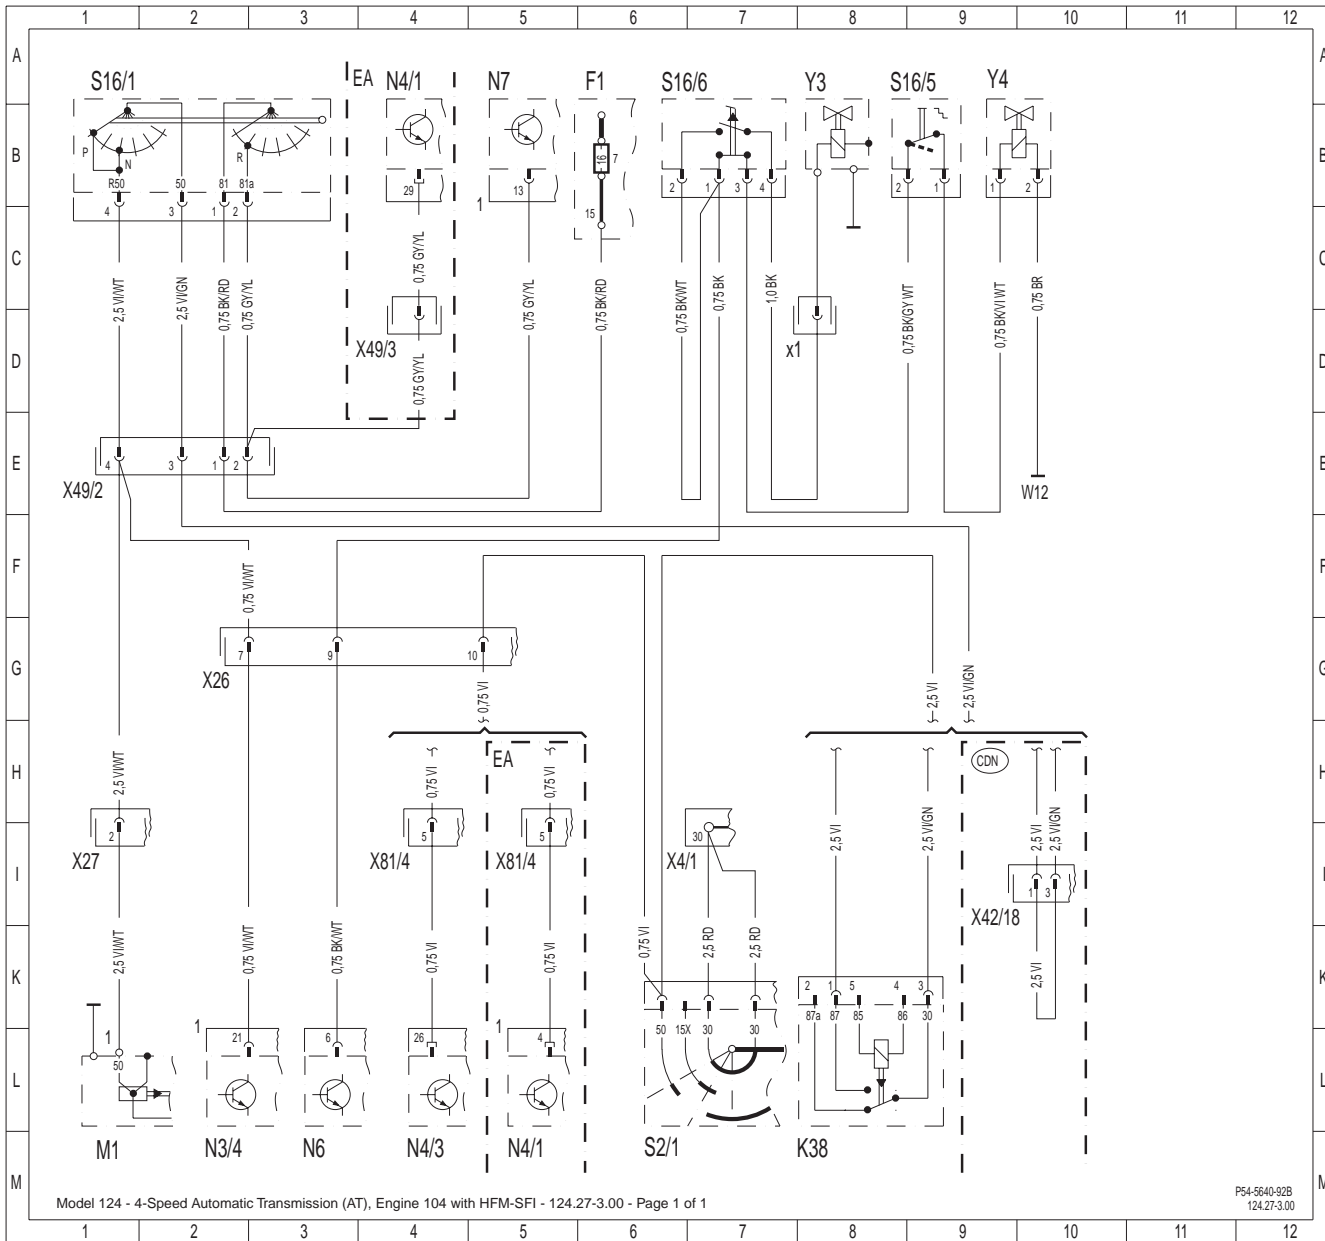 1 2 3 4 5 6 7 8 9 10 11 12
A A
S16/1 EA N4/1 N7 F1 S16/6 Y3 S16/5 Y4
B B
P N R 16 7
R50 50 81 81a 29 13 2 1 3 4 2 1 1 2
4 3 1 2 1 15
C C
2,5 VI/WT 2,5 VI/GN 0,75 BK/RD 0,75 GY/YL 0,75 GY/YL 0,75 GY/YL 0,75 BK/RD 0,75 BK/WT 0,75 BK 1,0 BK 0,75 BK/GY WT 0,75 BK/VI WT 0,75 BR
X49/3 x1
D D
0,75 GY/YL
E E
4 3 1 2
X49/2 W12
F F
0,75 VI/WT
G G
7 9 10
X26
0,75 VI 2,5 VI 2,5 VI/GN
H H
EA CDN
2,5 VI/WT 0,75 VI 0,75 VI
2 5 5 30
X27 X81/4 X81/4 X4/1 2,5 VI 2,5 VI/GN 2,5 VI 2,5 VI/GN
I I
1 3
X42/18
K K
2,5 VI/WT 0,75 VI/WT 0,75 BK/WT 0,75 VI 0,75 VI 0,75 VI 2,5 RD 2,5 RD 2,5 VI
2 1 5 4 3
87a 87 85 86 30
1 1 21 6 26 1 4 50 15X 30 30
50
L L
M1 N3/4 N6 N4/3 N4/1 S2/1 K38
M M
Model 124 - 4-Speed Automatic Transmission (AT), Engine 104 with HFM-SFI - 124.27-3.00 - Page 1 of 1
P54-5640-92B
124.27-3.00
1 2 3 4 5 6 7 8 9 10 11 12